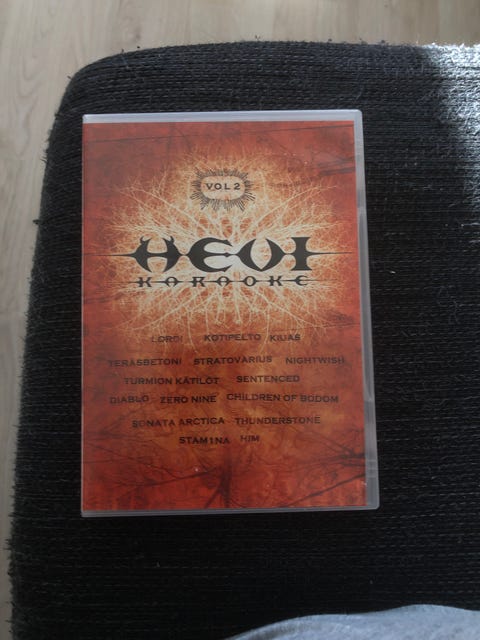 VOL 2
HEVI
KARAOKE
LORDI KOTIPELTO KIUAS
TERÄSBETONI STRATOVARIUS NIGHTWISH
TURMION KÄTILÖT SENTENCED
DIABLO ZERO NINE CHILDREN OF BODOM
SONATA ARCTICA THUNDERSTONE
STAM1NA HIM